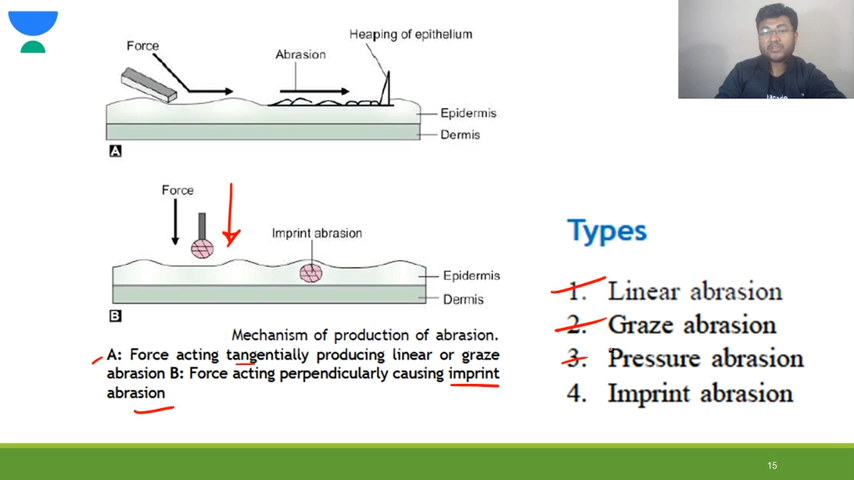 Heaping of epithelium
Force
Abrasion
Epidermis
Dermis
A
Force
Imprint abrasion
Epidermis
Dermis
B
Mechanism of production of abrasion.
A: Force acting tangentially producing linear or graze
abrasion B: Force acting perpendicularly causing imprint
abrasion
Types
1. Linear abrasion
2. Graze abrasion
3. Pressure abrasion
4. Imprint abrasion
15